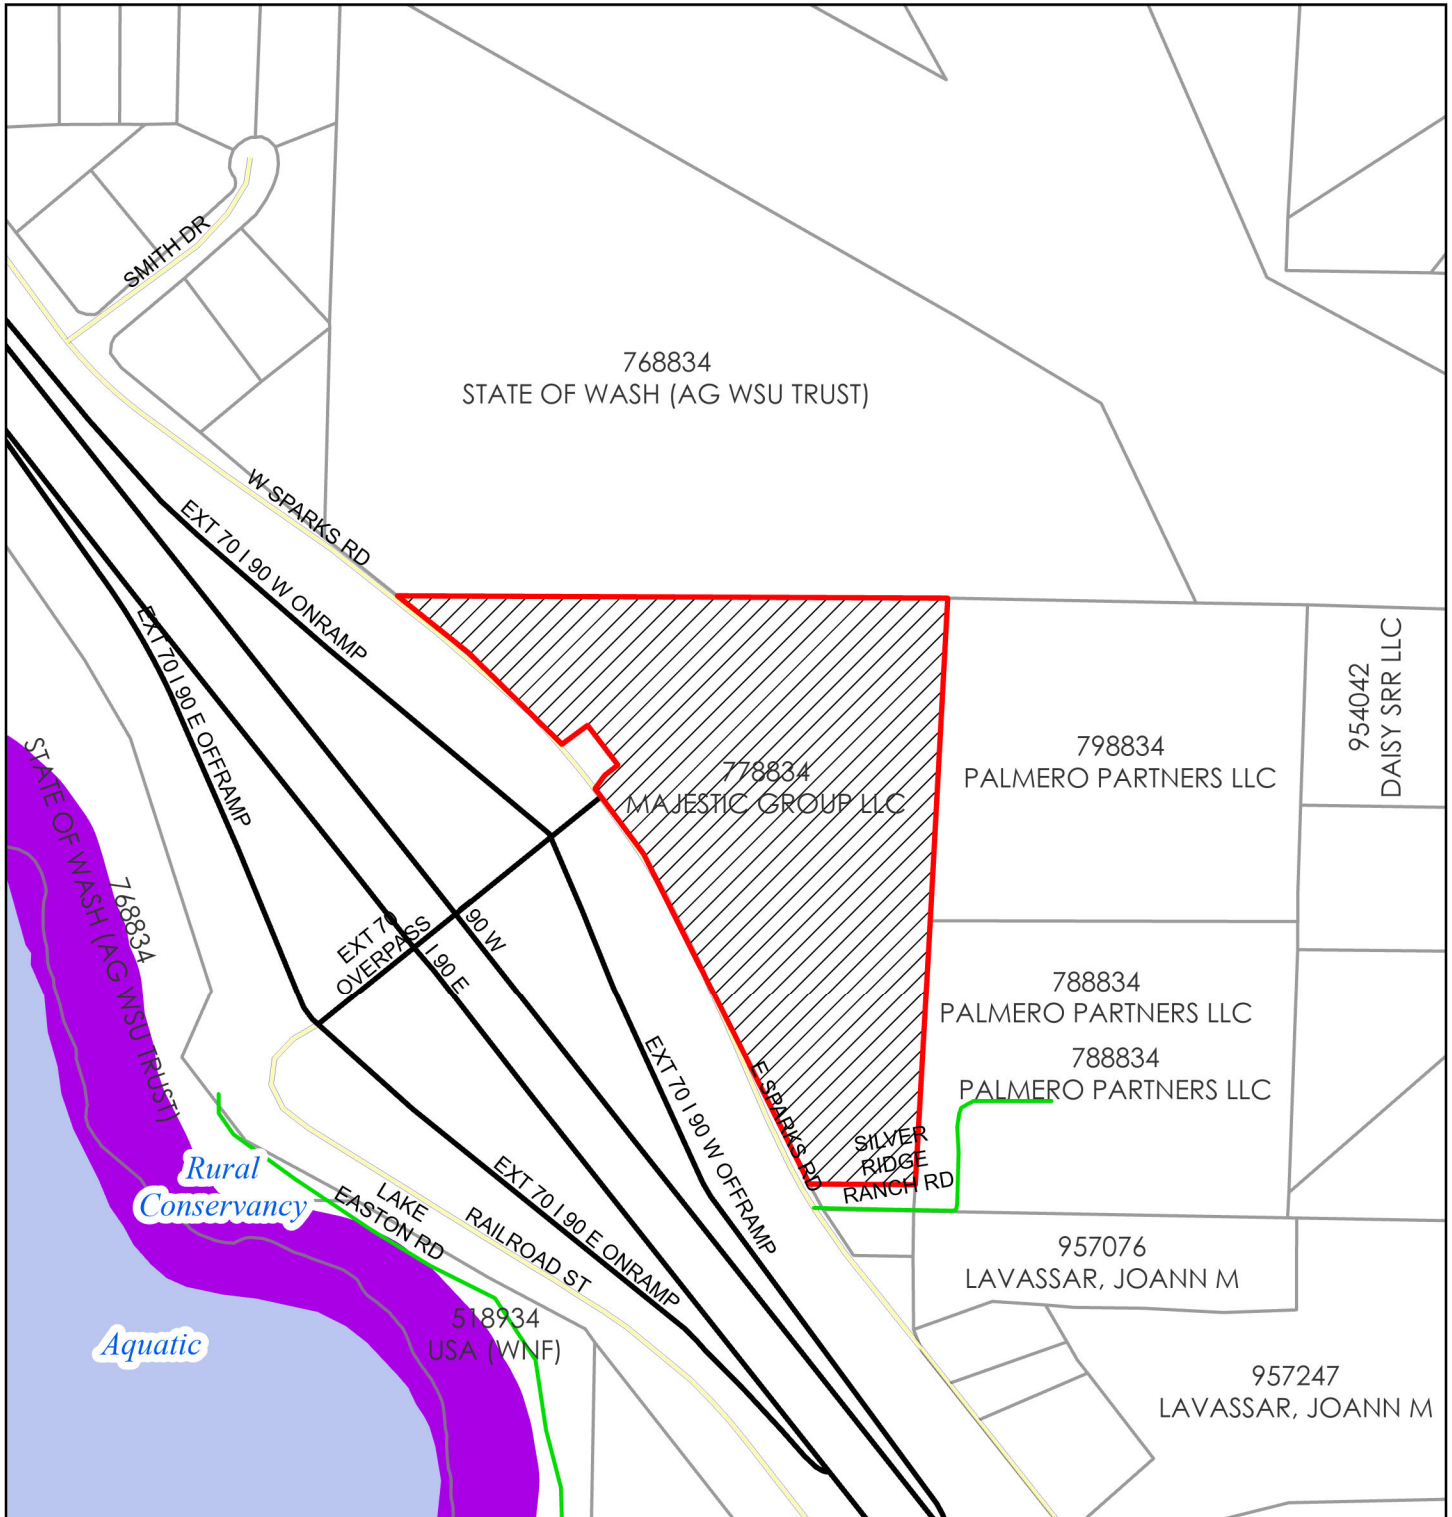 SMITH DR
768834
STATE OF WASH (AG WSU TRUST)
W SPARKS RD
EXT 70 I 90 W ONRAMP
EXT 70 I 90 E OFFRAMP
954042
DAISY SRR LLC
798834
PALMERO PARTNERS LLC
778834
MAJESTIC GROUP LLC
768834
STATE OF WASH (AG WSU TRUST)
EXT 70
OVERPASS
I 90 E
90 W
788834
PALMERO PARTNERS LLC
788834
PALMERO PARTNERS LLC
EXT 70 I 90 W OFFRAMP
E SPARKS RD
SILVER
RIDGE
RANCH RD
Rural
Conservancy
LAKE
EASTON RD
RAILROAD ST
EXT 70 I 90 E ONRAMP
957076
LAVASSAR, JOANN M
518934
USA (WNF)
Aquatic
957247
LAVASSAR, JOANN M